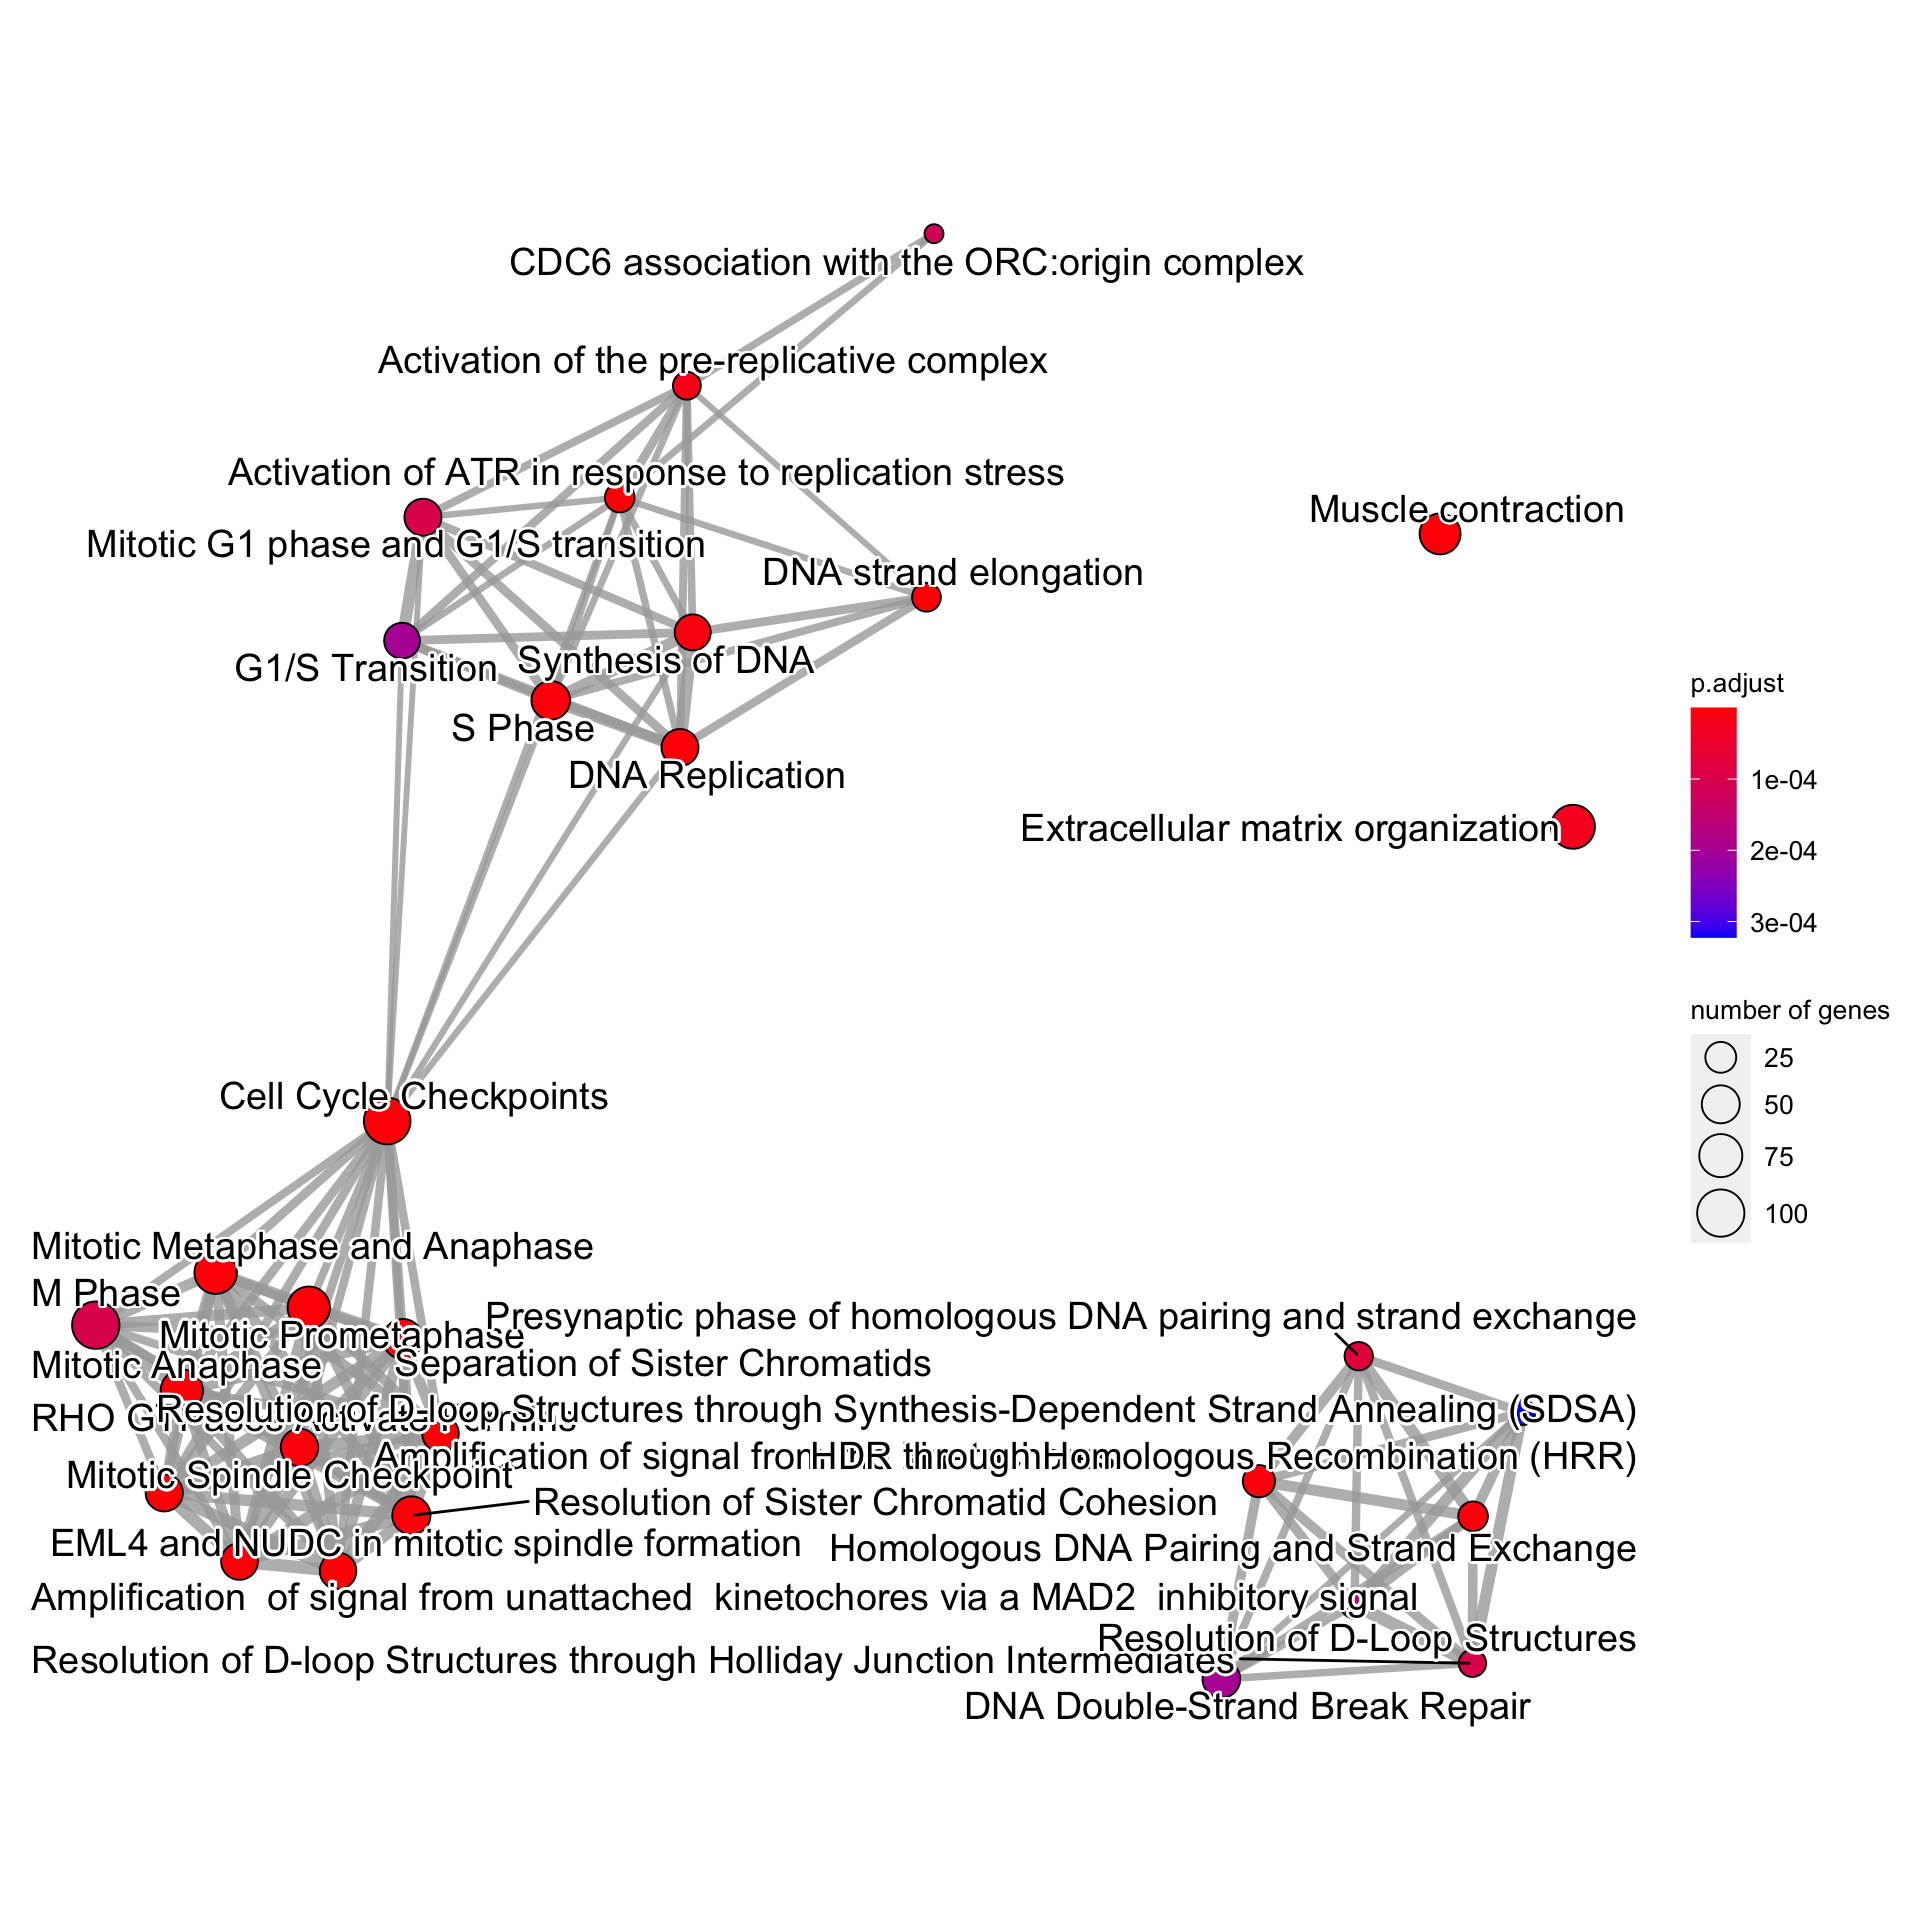 CDC6 association with the ORC:origin complex
Activation of the pre-replicative complex
Activation of ATR in response to replication stress
Muscle contraction
Mitotic G1 phase and G1/S transition
DNA strand elongation
Synthesis of DNA
G1/S Transition
p.adjust
S Phase
DNA Replication
1e-04
Extracellular matrix organization
2e-04
3e-04
number of genes
25
Cell Cycle Checkpoints
50
75
100
Mitotic Metaphase and Anaphase
M Phase
Presynaptic phase of homologous DNA pairing and strand exchange
Mitotic Prometaphase
Mitotic Anaphase
Separation of Sister Chromatids
Resolution of D-loop Structures through Synthesis-Dependent Strand Annealing (SDSA)
RHO Activate
Amplification of signal from
HDR through Homologous Recombination (HRR)
Mitotic Spindle Checkpoint
Resolution of Sister Chromatid Cohesion
EML4 and NUDC in mitotic spindle formation
Homologous DNA Pairing and Strand Exchange
Amplification  of signal from unattached  kinetochores via a MAD2  inhibitory signal
Resolution of D-Loop Structures
Resolution of D-loop Structures through Holliday Junction Intermediates
DNA Double-Strand Break Repair